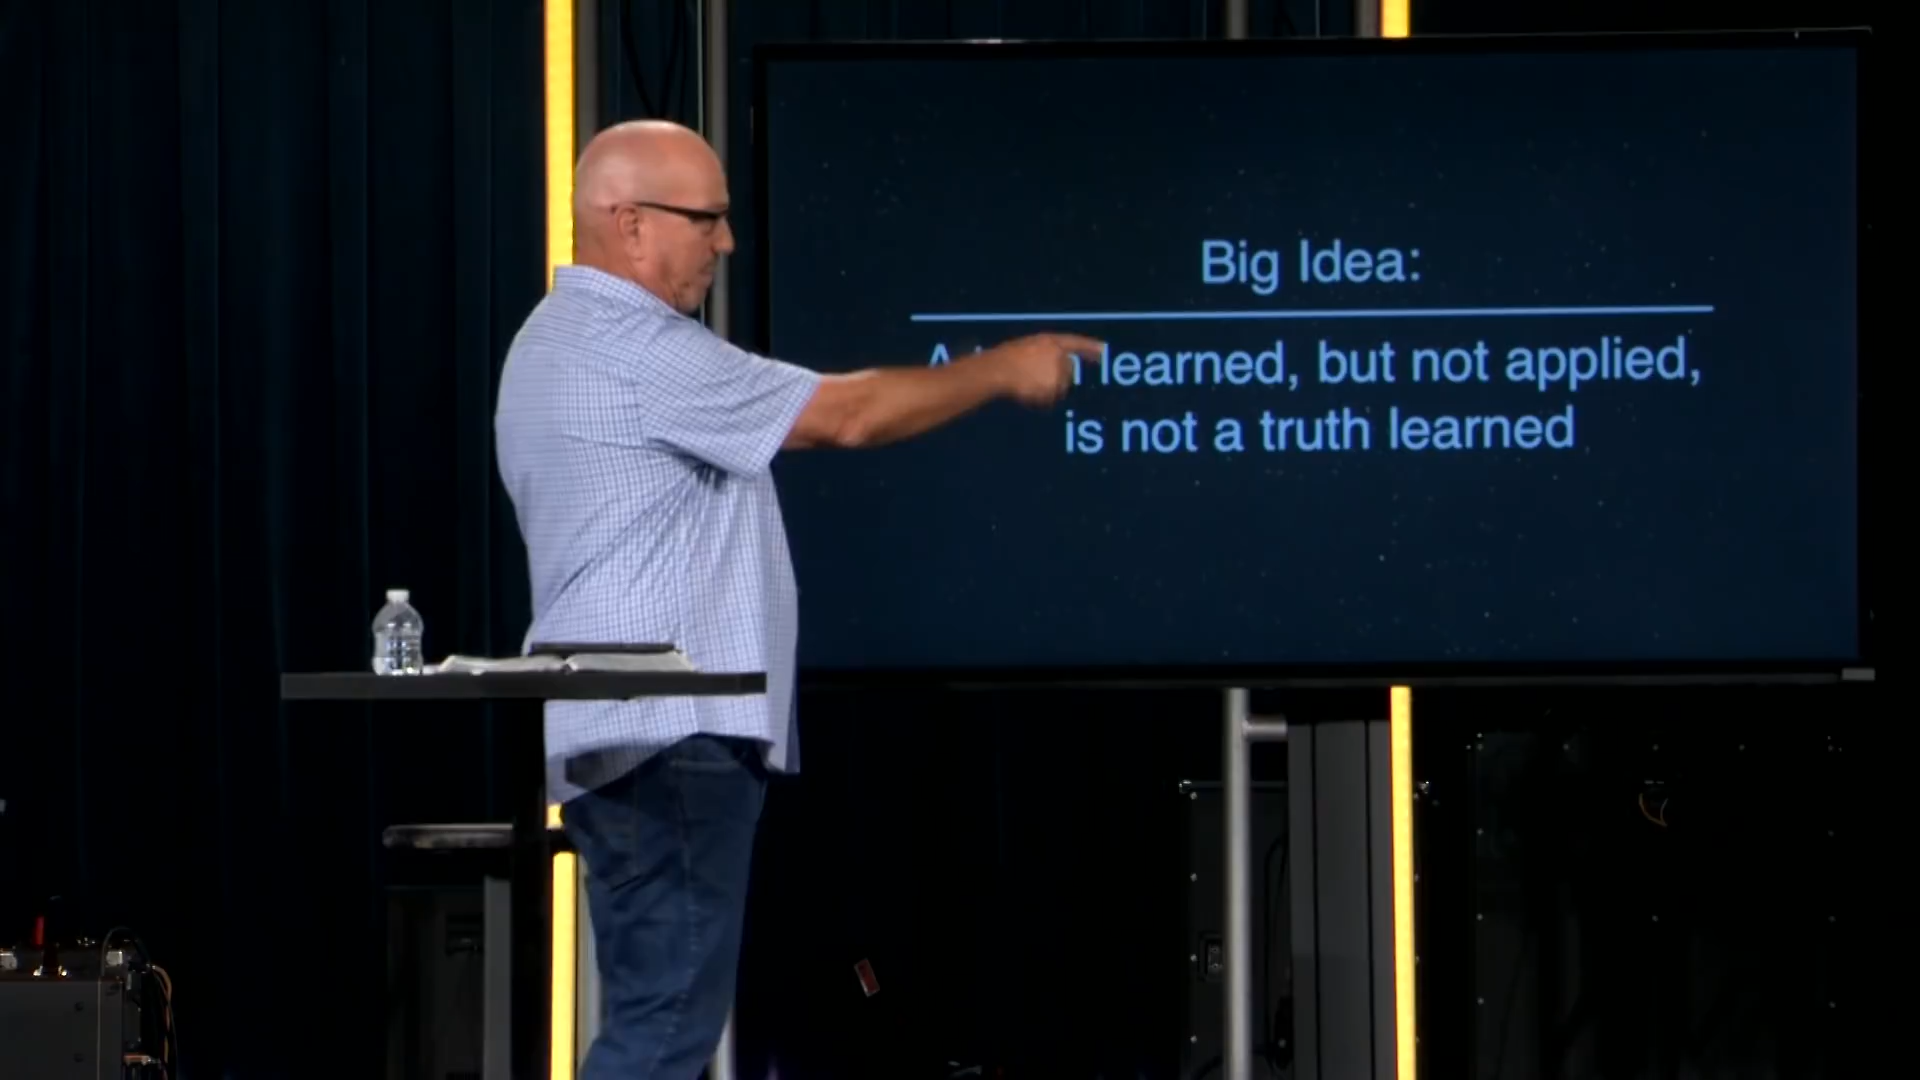 Big Idea:
A learned, but not applied,
is not a truth learned